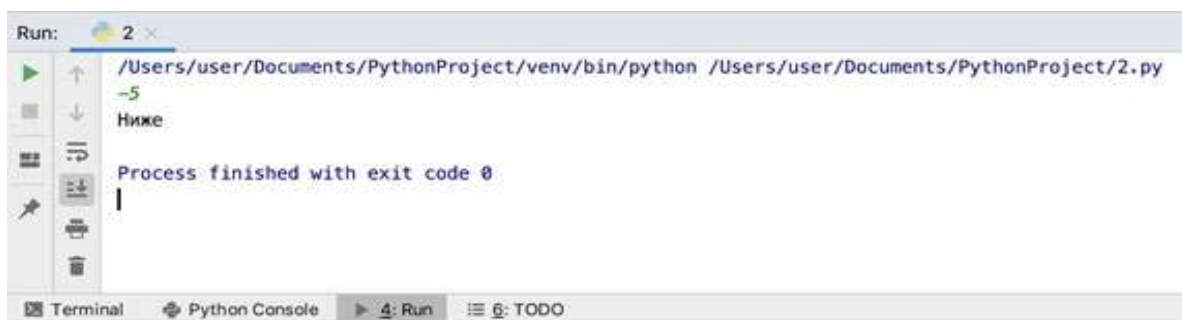 Run: 2
/Users/user/Documents/PythonProject/venv/bin/python /Users/user/Documents/PythonProject/2.py
-5
Ниже
Process finished with exit code 0
Terminal Python Console 4: Run 6: TODO